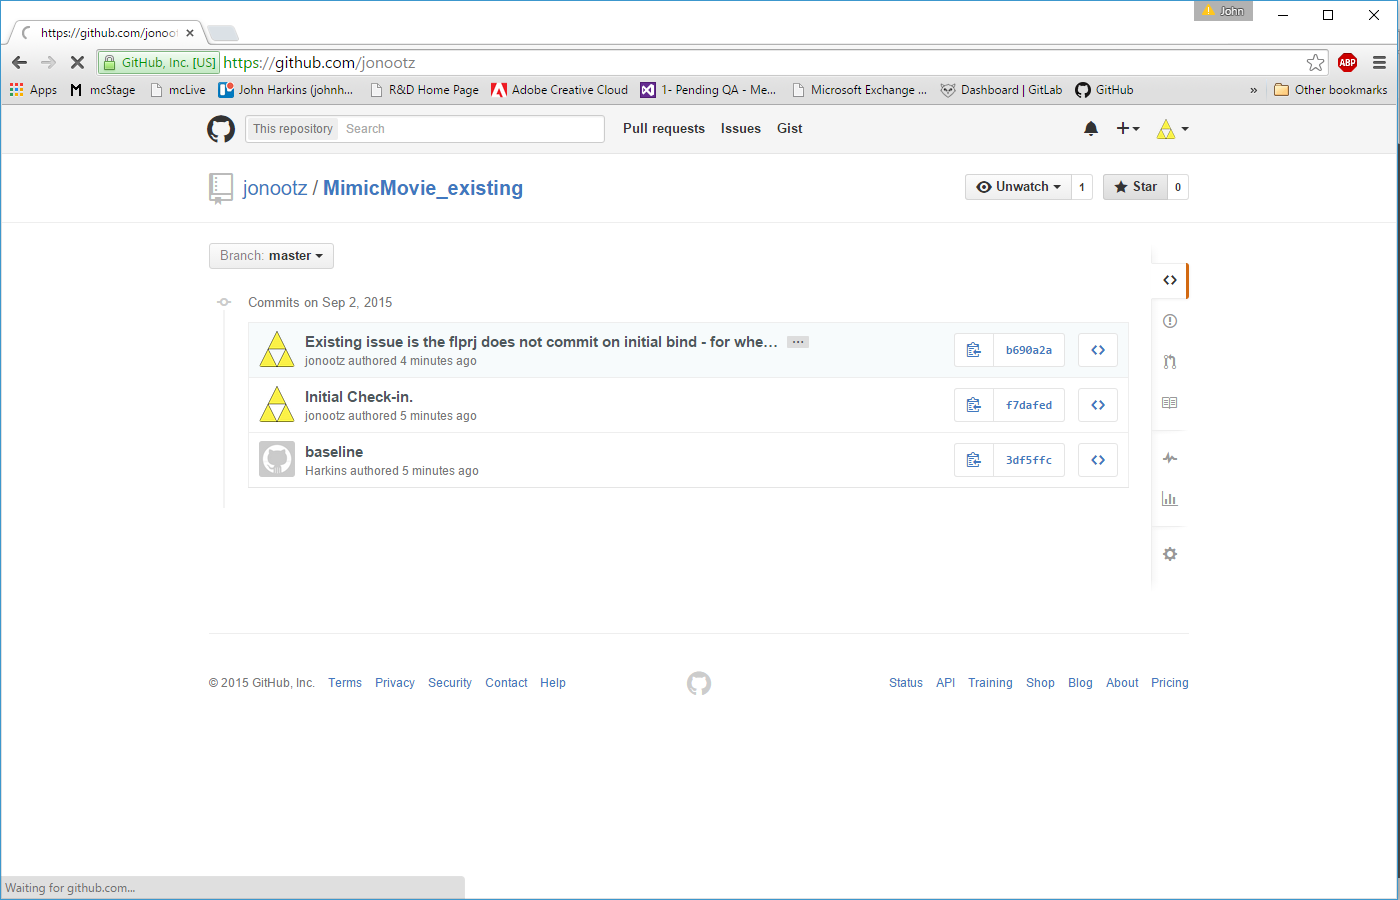 John
https://github.com/jonoot
GitHub, Inc. [US] https://github.com/jonootz
ABP
Apps mcStage mcLive John Harkins (johnh... R&D Home Page Adobe Creative Cloud 1- Pending QA - Me... Microsoft Exchange ... Dashboard | GitLab GitHub » Other bookmarks
This repository Search Pull requests Issues Gist
jonootz / MimicMovie_existing Unwatch 1 Star 0
Branch: master
Commits on Sep 2, 2015
Existing issue is the flprj does not commit on initial bind - for whe… …
jonootz authored 4 minutes ago
b690a2a
Initial Check-in.
jonootz authored 5 minutes ago
f7dafed
baseline
Harkins authored 5 minutes ago
3df5ffc
© 2015 GitHub, Inc. Terms Privacy Security Contact Help Status API Training Shop Blog About Pricing
Waiting for github.com...